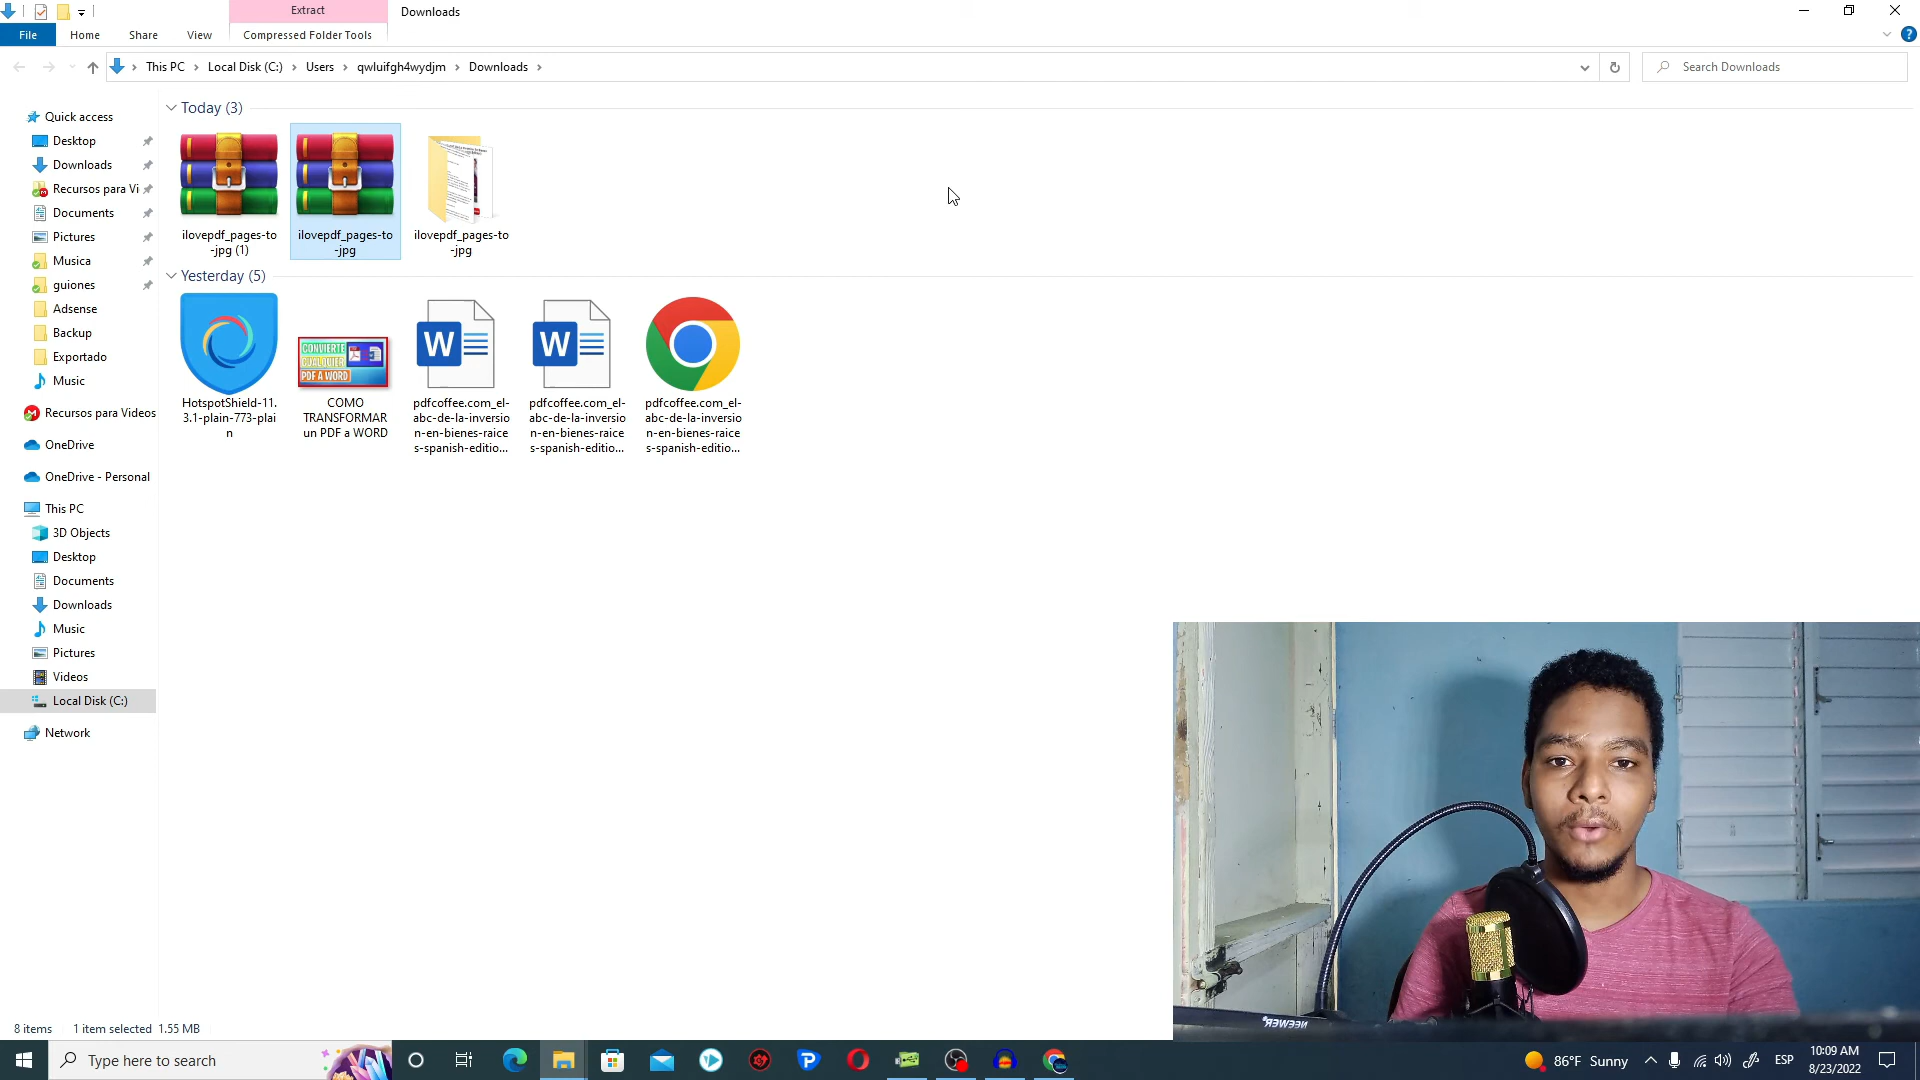 Extract
Downloads
File
Home
Share
View
Compressed Folder Tools
This PC
Local Disk (C:)
Users
qwluifgh4wydjm
Downloads
Search Downloads
Quick access
Desktop
Downloads
Recursos para Vi
Documents
Pictures
Musica
guiones
Adsense
Backup
Exportado
Music
Recursos para Videos
OneDrive
OneDrive - Personal
This PC
3D Objects
Desktop
Documents
Downloads
Music
Pictures
Videos
Local Disk (C:)
Network
Today (3)
ilovepdf_pages-to
-jpg (1)
ilovepdf_pages-to
-jpg
ilovepdf_pages-to
-jpg
Yesterday (5)
HotspotShield-11.
3.1-plain-773-plai
n
CONVIERTE
CUALQUIER
PDF A WORD
COMO
TRANSFORMAR
un PDF a WORD
W
pdfcoffee.com_el-
abc-de-la-inversio
n-en-bienes-raice
s-spanish-editio...
W
pdfcoffee.com_el-
abc-de-la-inversio
n-en-bienes-raice
s-spanish-editio...
pdfcoffee.com_el-
abc-de-la-inversio
n-en-bienes-raice
s-spanish-editio...
NEEWER
8 items
1 item selected 1.55 MB
Type here to search
86°F Sunny
ESP
10:09 AM
8/23/2022